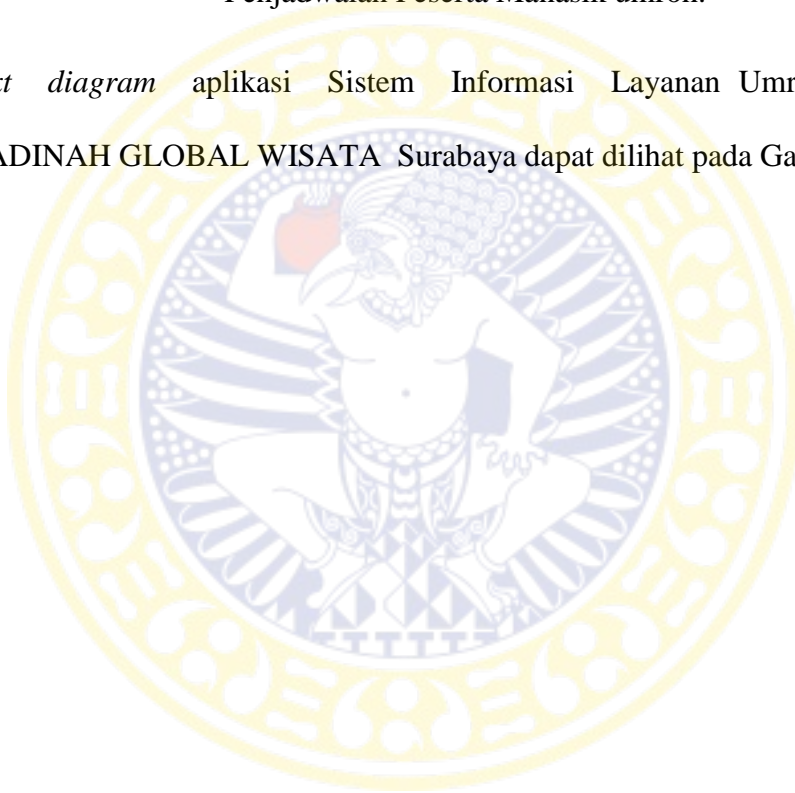 Penjadwalan Peserta Manasik umroh.
diagram aplikasi Sistem Informasi Layanan
GLOBAL WISATA Surabaya dapat dilihat pada